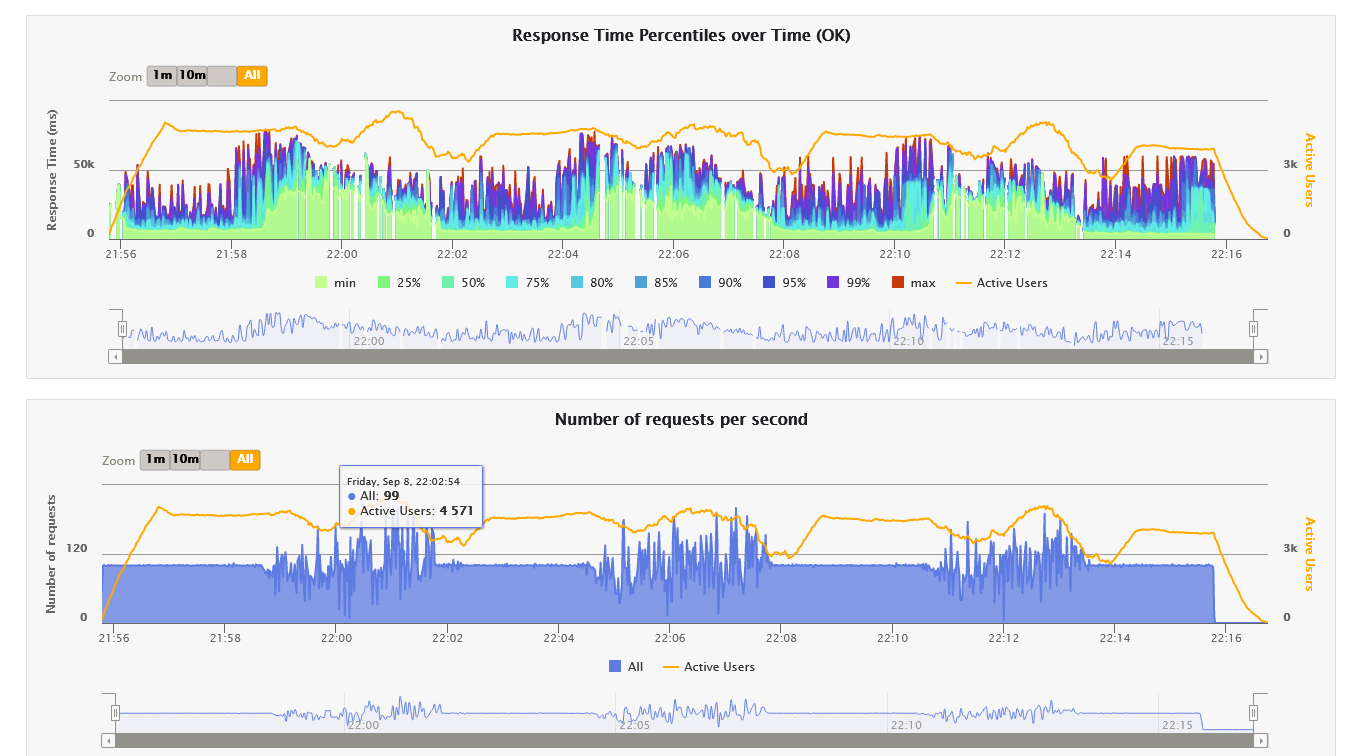 Response Time Percentiles over Time (OK)
Zoom 1m 10m All
Response Time (ms)
50k
0
Active Users
3k
0
21:56 21:58 22:00 22:02 22:04 22:06 22:08 22:10 22:12 22:14 22:16
min 25% 50% 75% 80% 85% 90% 95% 99% max Active Users
22:00 22:05 22:10 22:15
Number of requests per second
Zoom 1m 10m All
Friday, Sep 8, 22:02:54
All: 99
Active Users: 4 571
Number of requests
120
0
Active Users
3k
0
21:56 21:58 22:00 22:02 22:04 22:06 22:08 22:10 22:12 22:14 22:16
All Active Users
22:00 22:05 22:10 22:15